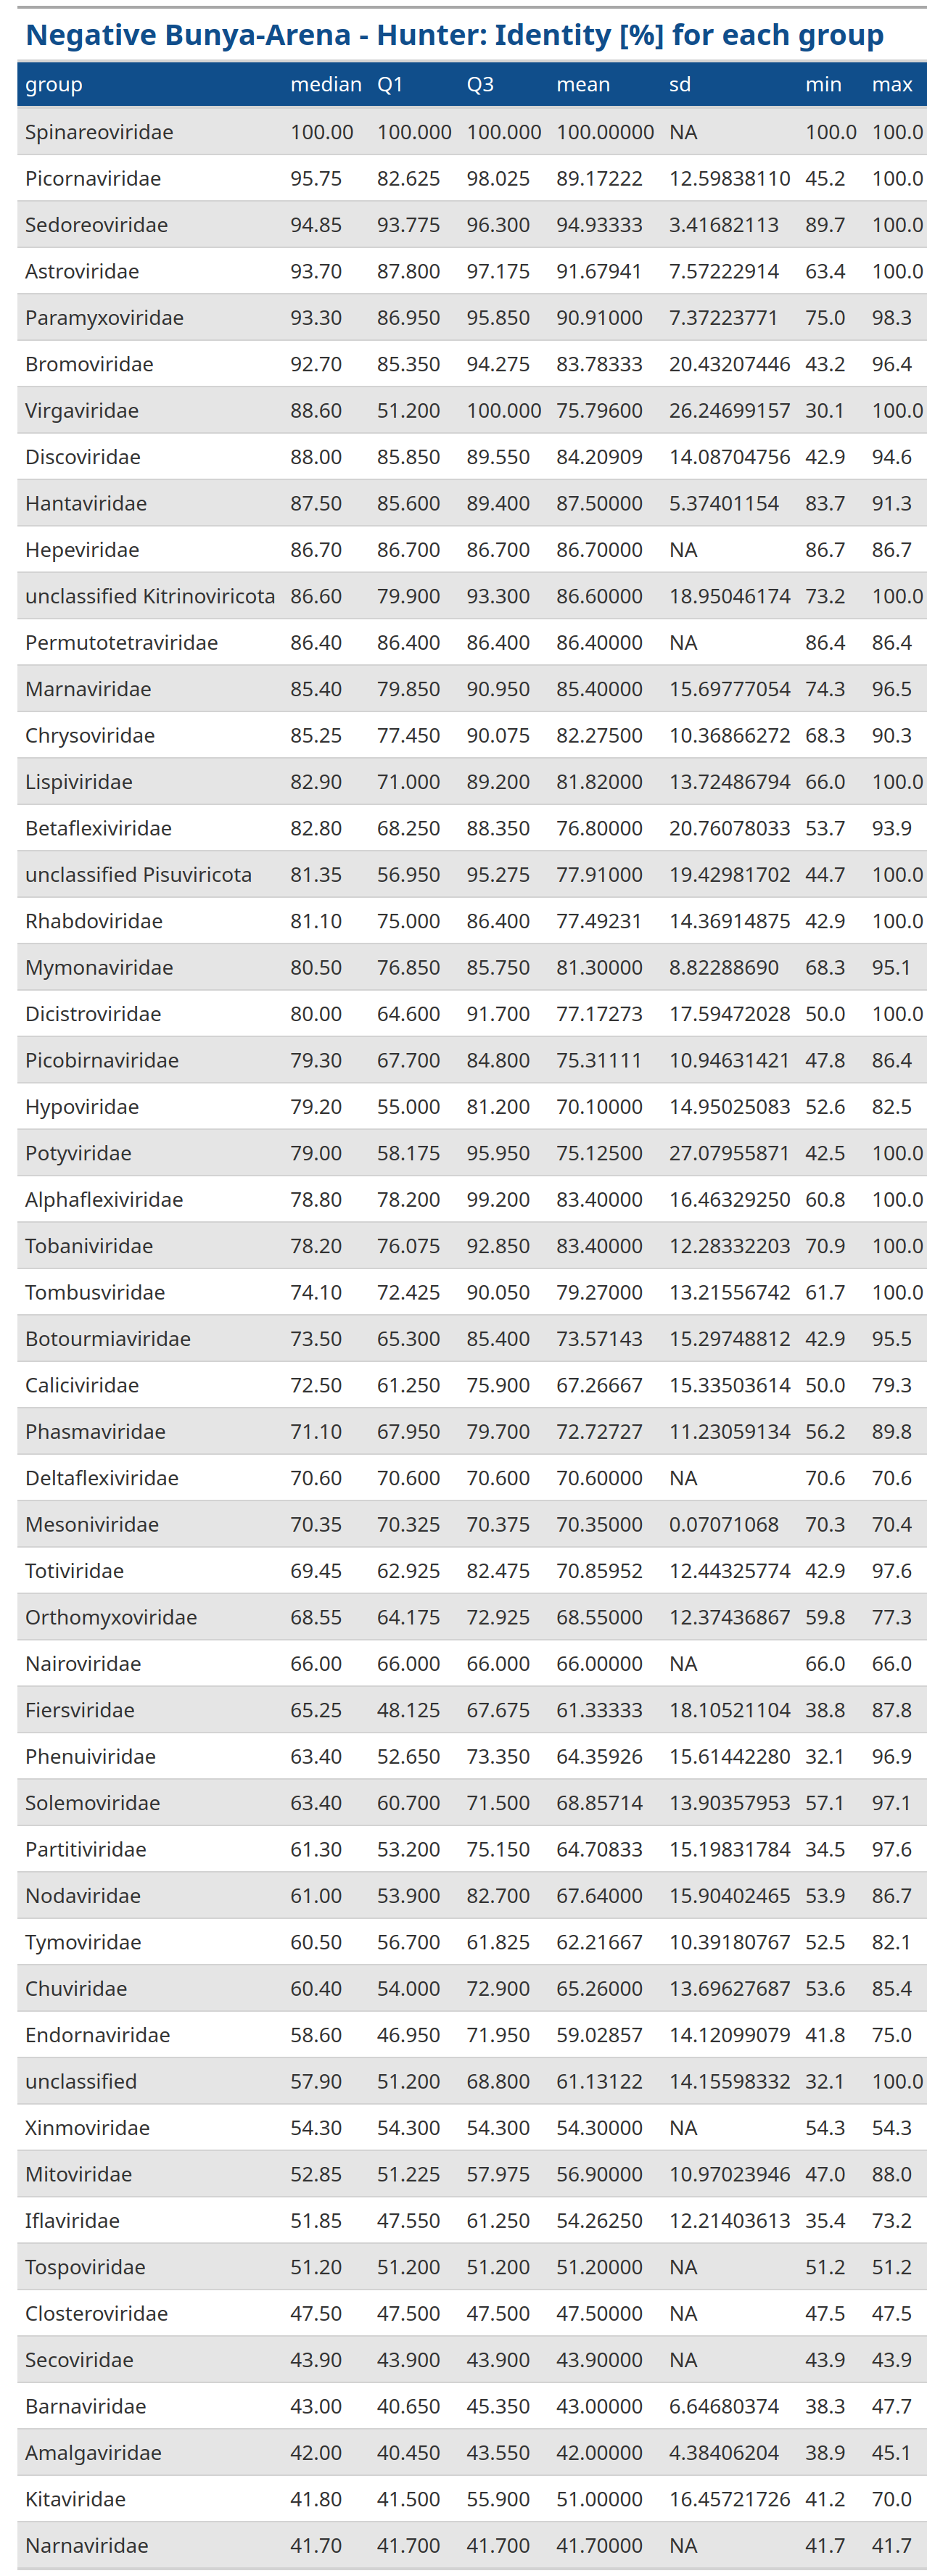 Negative Bunya-Arena - Hunter: Identity [%] for each group
group median Q1 Q3 mean sd min max
Spinareoviridae 100.00 100.000 100.000 100.00000 NA 100.0 100.0
Picornaviridae 95.75 82.625 98.025 89.17222 12.59838110 45.2 100.0
Sedoreoviridae 94.85 93.775 96.300 94.93333 3.41682113 89.7 100.0
Astroviridae 93.70 87.800 97.175 91.67941 7.57222914 63.4 100.0
Paramyxoviridae 93.30 86.950 95.850 90.91000 7.37223771 75.0 98.3
Bromoviridae 92.70 85.350 94.275 83.78333 20.43207446 43.2 96.4
Virgaviridae 88.60 51.200 100.000 75.79600 26.24699157 30.1 100.0
Discoviridae 88.00 85.850 89.550 84.20909 14.08704756 42.9 94.6
Hantaviridae 87.50 85.600 89.400 87.50000 5.37401154 83.7 91.3
Hepeviridae 86.70 86.700 86.700 86.70000 NA 86.7 86.7
unclassified Kitrinoviricota 86.60 79.900 93.300 86.60000 18.95046174 73.2 100.0
Permutotetraviridae 86.40 86.400 86.400 86.40000 NA 86.4 86.4
Marnaviridae 85.40 79.850 90.950 85.40000 15.69777054 74.3 96.5
Chrysoviridae 85.25 77.450 90.075 82.27500 10.36866272 68.3 90.3
Lispiviridae 82.90 71.000 89.200 81.82000 13.72486794 66.0 100.0
Betaflexiviridae 82.80 68.250 88.350 76.80000 20.76078033 53.7 93.9
unclassified Pisuviricota 81.35 56.950 95.275 77.91000 19.42981702 44.7 100.0
Rhabdoviridae 81.10 75.000 86.400 77.49231 14.36914875 42.9 100.0
Mymonaviridae 80.50 76.850 85.750 81.30000 8.82288690 68.3 95.1
Dicistroviridae 80.00 64.600 91.700 77.17273 17.59472028 50.0 100.0
Picobirnaviridae 79.30 67.700 84.800 75.31111 10.94631421 47.8 86.4
Hypoviridae 79.20 55.000 81.200 70.10000 14.95025083 52.6 82.5
Potyviridae 79.00 58.175 95.950 75.12500 27.07955871 42.5 100.0
Alphaflexiviridae 78.80 78.200 99.200 83.40000 16.46329250 60.8 100.0
Tobaniviridae 78.20 76.075 92.850 83.40000 12.28332203 70.9 100.0
Tombusviridae 74.10 72.425 90.050 79.27000 13.21556742 61.7 100.0
Botourmiaviridae 73.50 65.300 85.400 73.57143 15.29748812 42.9 95.5
Caliciviridae 72.50 61.250 75.900 67.26667 15.33503614 50.0 79.3
Phasmaviridae 71.10 67.950 79.700 72.72727 11.23059134 56.2 89.8
Deltaflexiviridae 70.60 70.600 70.600 70.60000 NA 70.6 70.6
Mesoniviridae 70.35 70.325 70.375 70.35000 0.07071068 70.3 70.4
Totiviridae 69.45 62.925 82.475 70.85952 12.44325774 42.9 97.6
Orthomyxoviridae 68.55 64.175 72.925 68.55000 12.37436867 59.8 77.3
Nairoviridae 66.00 66.000 66.000 66.00000 NA 66.0 66.0
Fiersviridae 65.25 48.125 67.675 61.33333 18.10521104 38.8 87.8
Phenuiviridae 63.40 52.650 73.350 64.35926 15.61442280 32.1 96.9
Solemoviridae 63.40 60.700 71.500 68.85714 13.90357953 57.1 97.1
Partitiviridae 61.30 53.200 75.150 64.70833 15.19831784 34.5 97.6
Nodaviridae 61.00 53.900 82.700 67.64000 15.90402465 53.9 86.7
Tymoviridae 60.50 56.700 61.825 62.21667 10.39180767 52.5 82.1
Chuviridae 60.40 54.000 72.900 65.26000 13.69627687 53.6 85.4
Endornaviridae 58.60 46.950 71.950 59.02857 14.12099079 41.8 75.0
unclassified 57.90 51.200 68.800 61.13122 14.15598332 32.1 100.0
Xinmoviridae 54.30 54.300 54.300 54.30000 NA 54.3 54.3
Mitoviridae 52.85 51.225 57.975 56.90000 10.97023946 47.0 88.0
Iflaviridae 51.85 47.550 61.250 54.26250 12.21403613 35.4 73.2
Tospoviridae 51.20 51.200 51.200 51.20000 NA 51.2 51.2
Closteroviridae 47.50 47.500 47.500 47.50000 NA 47.5 47.5
Secoviridae 43.90 43.900 43.900 43.90000 NA 43.9 43.9
Barnaviridae 43.00 40.650 45.350 43.00000 6.64680374 38.3 47.7
Amalgaviridae 42.00 40.450 43.550 42.00000 4.38406204 38.9 45.1
Kitaviridae 41.80 41.500 55.900 51.00000 16.45721726 41.2 70.0
Narnaviridae 41.70 41.700 41.700 41.70000 NA 41.7 41.7